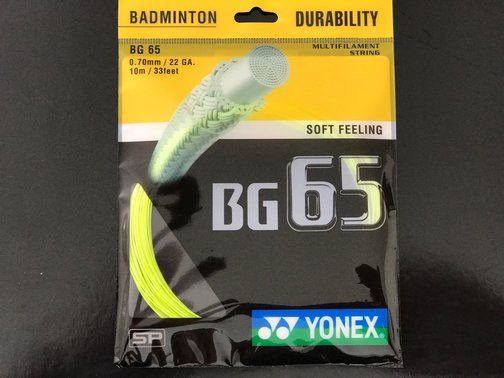 BADMINTON
DURABILITY
BG 65
0.70mm / 22 GA.
10m / 33feet
MULTIFILAMENT
STRING
SOFT FEELING
BG 65
SP
YONEX